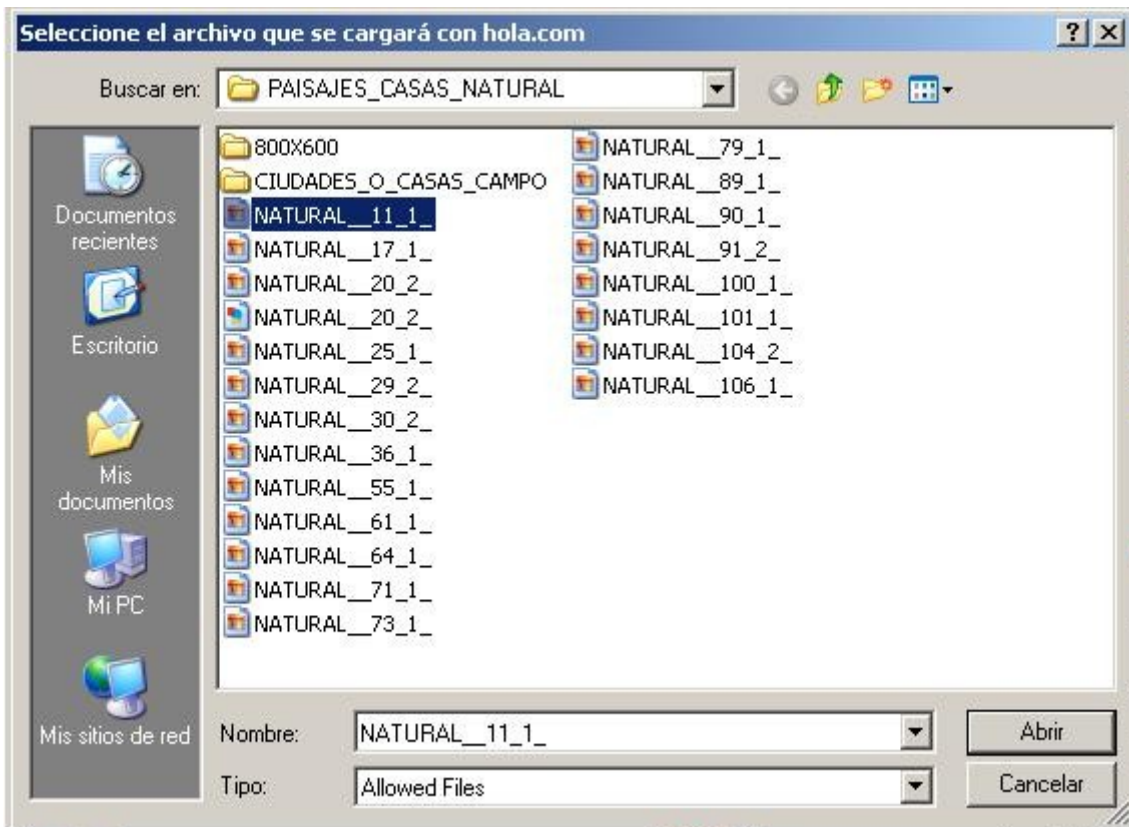 Seleccione el archivo que se cargará con hola.com
Buscar en: PAISAJES_CASAS_NATURAL
Documentos
recientes
Escritorio
Mis
documentos
Mi PC
Mis sitios de red
800X600
CIUDADES_O_CASAS_CAMPO
NATURAL__11_1_
NATURAL__17_1_
NATURAL__20_2_
NATURAL__20_2_
NATURAL__25_1_
NATURAL__29_2_
NATURAL__30_2_
NATURAL__36_1_
NATURAL__55_1_
NATURAL__61_1_
NATURAL__64_1_
NATURAL__71_1_
NATURAL__73_1_
NATURAL__79_1_
NATURAL__89_1_
NATURAL__90_1_
NATURAL__91_2_
NATURAL__100_1_
NATURAL__101_1_
NATURAL__104_2_
NATURAL__106_1_
Nombre: NATURAL__11_1_ Abrir
Tipo: Allowed Files Cancelar